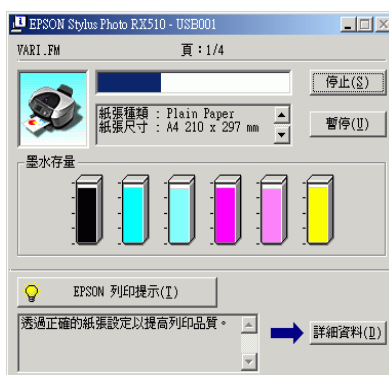 EPSON Stylus Photo RX510 - USB001
VARI.FM 頁：1/4
停止(S)
紙張種類 : Plain Paper
紙張尺寸 : A4 210 x 297 mm
暫停(U)
墨水存量
EPSON 列印提示(T)
透過正確的紙張設定以提高列印品質。
詳細資料(D)